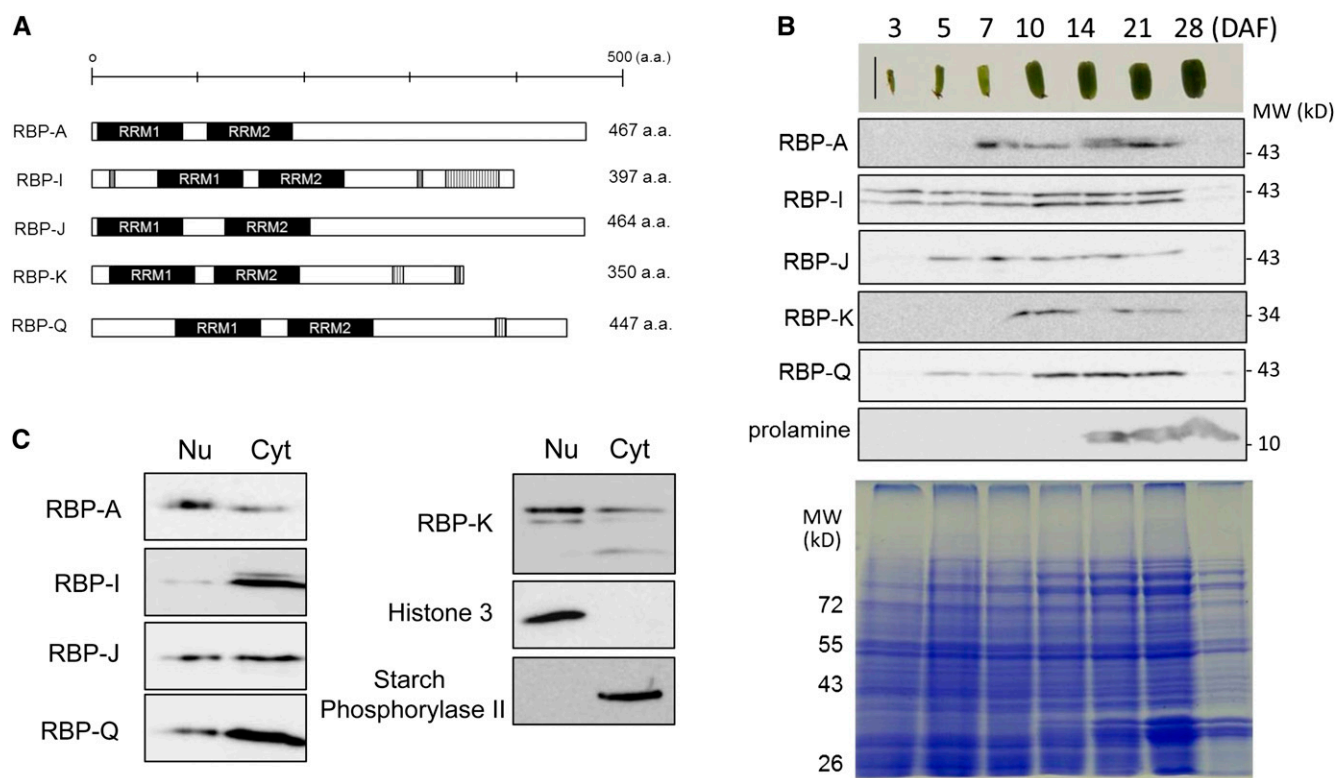 A
0 500 (a.a.)
RBP-A RRM1 RRM2 467 a.a.
RBP-I RRM1 RRM2 397 a.a.
RBP-J RRM1 RRM2 464 a.a.
RBP-K RRM1 RRM2 350 a.a.
RBP-Q RRM1 RRM2 447 a.a.
B
3 5 7 10 14 21 28 (DAF)
MW (kD)
RBP-A - 43
RBP-I - 43
RBP-J - 43
RBP-K - 34
RBP-Q - 43
prolamine - 10
MW
(kD)
72
55
43
26
C
Nu Cyt
RBP-A
RBP-I
RBP-J
RBP-Q
Nu Cyt
RBP-K
Histone 3
Starch
Phosphorylase II